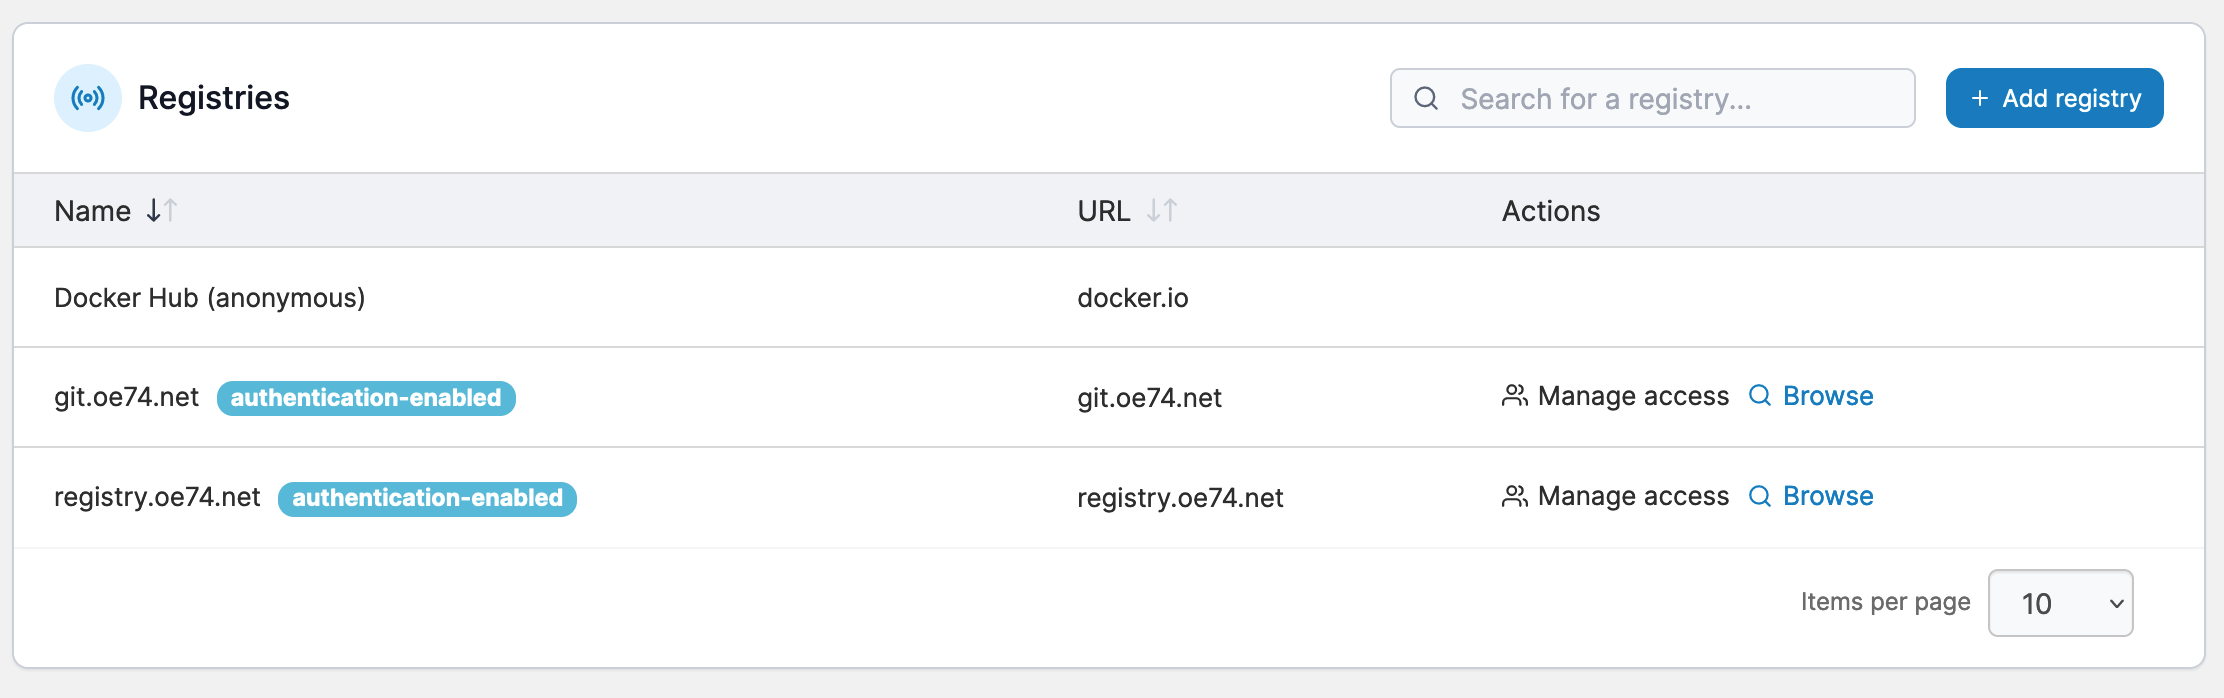 Registries
Search for a registry...
+ Add registry
Name ↓↑ URL ↓↑ Actions
Docker Hub (anonymous) docker.io
git.oe74.net authentication-enabled git.oe74.net Manage access Browse
registry.oe74.net authentication-enabled registry.oe74.net Manage access Browse
Items per page 10